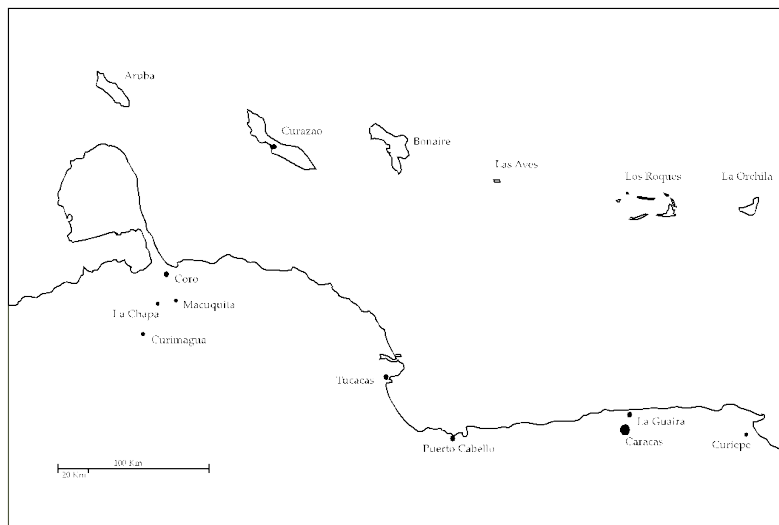 Aruba
Curazao
Bonaire
Las Aves
Los Roques
La Orchila
Coro
Macuquita
La Chapa
Curimagua
Tucacas
La Guaira
Puerto Cabello
Caracas
Curiepe
100 Km
20 Km